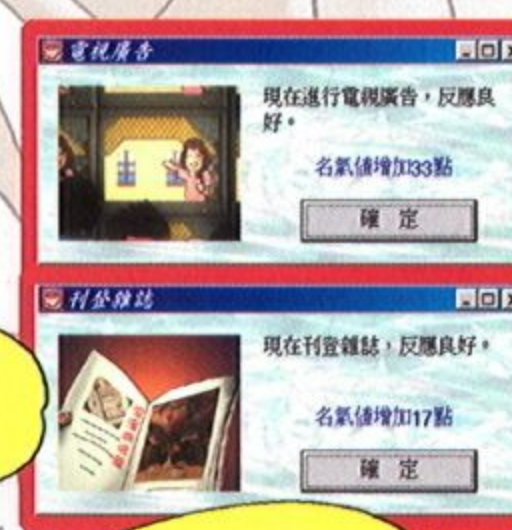 電視廣告
現在進行電視廣告，反應良
好。
名氣值增加33點
確 定
刊登雜誌
現在刊登雜誌，反應良好。
名氣值增加17點
確 定